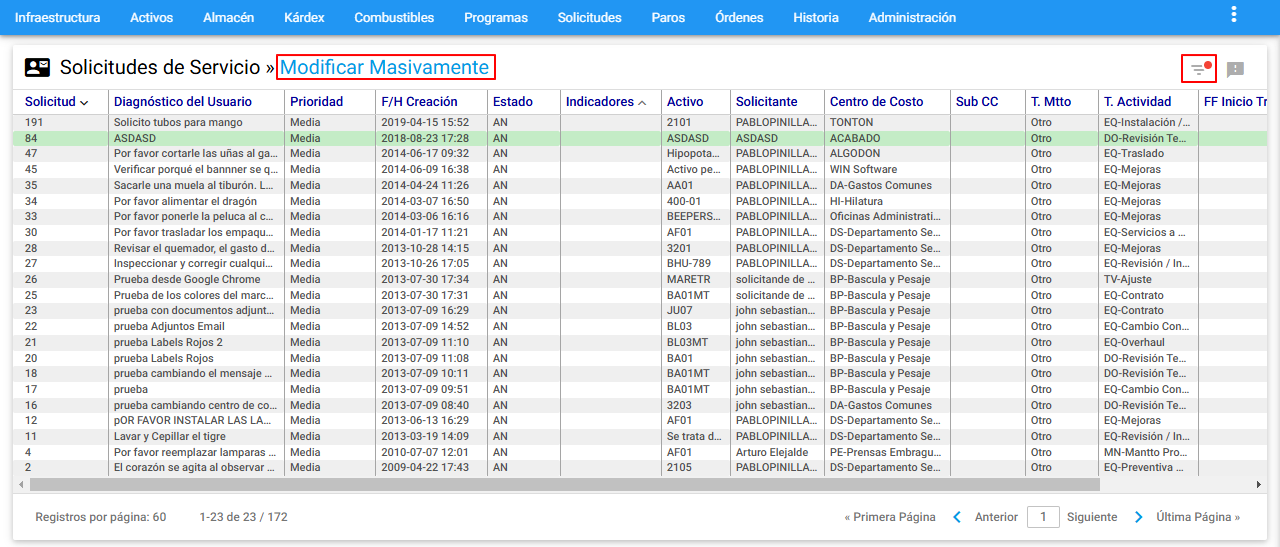 Infraestructura Activos Almacén Kárdex Combustibles Programas Solicitudes Paros Órdenes Historia Administración
Solicitudes de Servicio » Modificar Masivamente
Solicitud Diagnóstico del Usuario Prioridad F/H Creación Estado Indicadores Activo Solicitante Centro de Costo Sub CC T. Mtto T. Actividad FF Inicio Tr
191 Solicito tubos para mango Media 2019-04-15 15:52 AN 2101 PABLOPINILLA... TONTON Otro EQ-Instalación /...
84 ASDASD Media 2018-08-23 17:28 AN ASDASD ASDASD ACABADO Otro DO-Revisión Te...
47 Por favor cortarle las uñas al ga... Media 2014-06-17 09:32 AN Hipopota... PABLOPINILLA... ALGODON Otro EQ-Traslado
45 Verificar porqué el bannner se q... Media 2014-06-09 16:38 AN Activo pe... PABLOPINILLA... WIN Software Otro EQ-Mejoras
35 Sacarle una muela al tiburón. L... Media 2014-04-24 11:26 AN AA01 PABLOPINILLA... DA-Gastos Comunes Otro EQ-Mejoras
34 Por favor alimentar el dragón Media 2014-03-07 16:50 AN 400-01 PABLOPINILLA... HI-Hilatura Otro EQ-Mejoras
33 Por favor ponerle la peluca al c... Media 2014-03-06 16:16 AN BEEPERS... PABLOPINILLA... Oficinas Administrati... Otro EQ-Mejoras
30 Por favor trasladar los empaqu... Media 2014-01-17 11:21 AN AF01 PABLOPINILLA... DS-Departamento Se... Otro EQ-Servicios a ...
28 Revisar el quemador, el gasto d... Media 2013-10-28 14:15 AN 3201 PABLOPINILLA... DS-Departamento Se... Otro EQ-Mejoras
27 Inspeccionar y corregir cualqui... Media 2013-10-26 17:05 AN BHU-789 PABLOPINILLA... DS-Departamento Se... Otro EQ-Revisión / In...
26 Prueba desde Google Chrome Media 2013-07-30 17:34 AN MARETR solicitande de ... BP-Bascula y Pesaje Otro TV-Ajuste
25 Prueba de los colores del marc... Media 2013-07-30 17:31 AN BA01MT solicitande de ... BP-Bascula y Pesaje Otro EQ-Contrato
23 prueba con documentos adjunt... Media 2013-07-09 16:29 AN JU07 john sebastian... BP-Bascula y Pesaje Otro EQ-Contrato
22 prueba Adjuntos Email Media 2013-07-09 14:52 AN BL03 john sebastian... BP-Bascula y Pesaje Otro EQ-Cambio Con...
21 prueba Labels Rojos 2 Media 2013-07-09 11:10 AN BL03MT john sebastian... BP-Bascula y Pesaje Otro EQ-Overhaul
20 prueba Labels Rojos Media 2013-07-09 11:08 AN BA01 john sebastian... BP-Bascula y Pesaje Otro DO-Revisión Te...
18 prueba cambiando el mensaje ... Media 2013-07-09 10:11 AN BA01MT john sebastian... BP-Bascula y Pesaje Otro DO-Revisión Te...
17 prueba Media 2013-07-09 09:51 AN BA01MT john sebastian... BP-Bascula y Pesaje Otro EQ-Cambio Con...
16 prueba cambiando centro de co... Media 2013-07-09 08:40 AN 3203 john sebastian... DA-Gastos Comunes Otro DO-Revisión Te...
12 pOR FAVOR INSTALAR LAS LA... Media 2013-06-13 16:29 AN AF01 PABLOPINILLA... DS-Departamento Se... Otro EQ-Mejoras
11 Lavar y Cepillar el tigre Media 2013-03-19 14:09 AN Se trata d... PABLOPINILLA... DS-Departamento Se... Otro EQ-Revisión / In...
4 Por favor reemplazar lamparas ... Media 2010-07-07 12:01 AN AF01 Arturo Elejalde PE-Prensas Embragu... Otro MN-Mantto Pro...
2 El corazón se agita al observar ... Media 2009-04-22 17:43 AN 2105 PABLOPINILLA... DS-Departamento Se... Otro EQ-Preventiva ...
Registros por página: 60 1-23 de 23 / 172 « Primera Página Anterior 1 Siguiente Última Página »